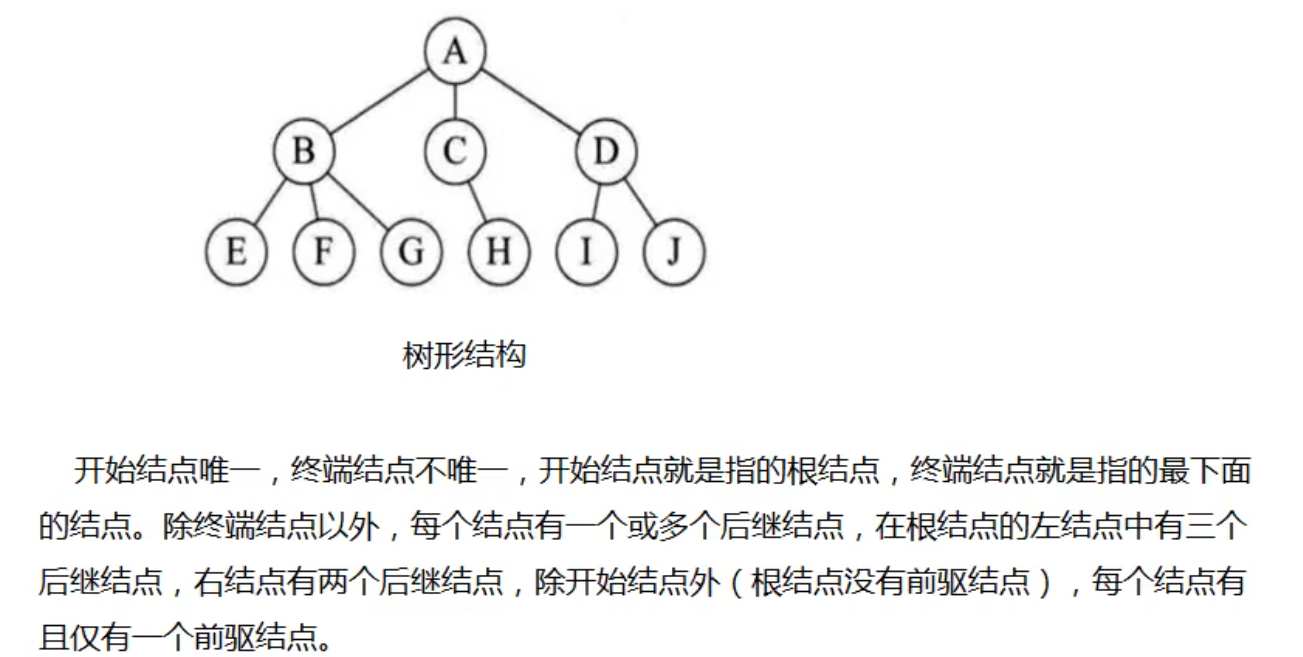 A
B C D
E F G H I J
树形结构
开始结点唯一，终端结点不唯一，开始结点就是指的根结点，终端结点就是指的最下面
的结点。除终端结点以外，每个结点有一个或多个后继结点，在根结点的左结点中有三个
后继结点，右结点有两个后继结点，除开始结点外（根结点没有前驱结点），每个结点有
且仅有一个前驱结点。